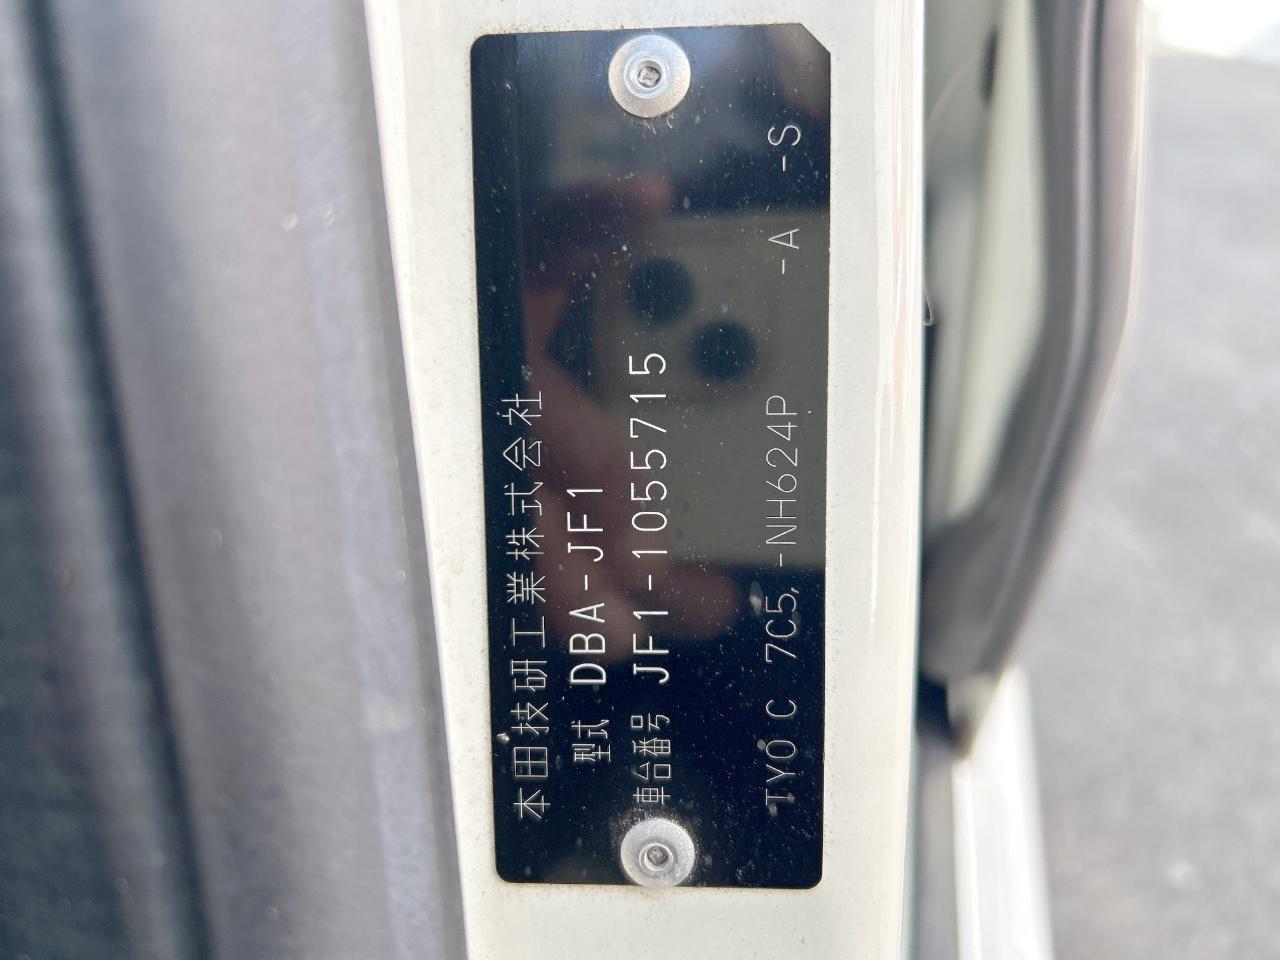 本田技研工業株式会社
型式 DBA-JF1
車台番号 JF1-1055715
TYO C 7C5,-NH624P -A -S